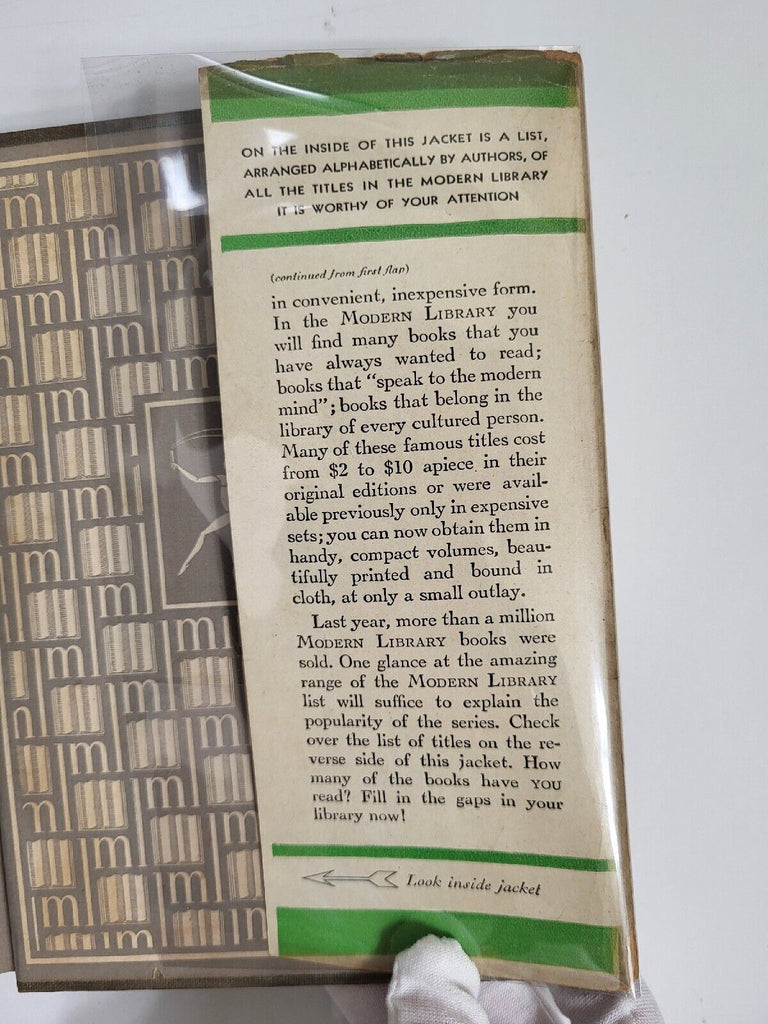 ON THE INSIDE OF THIS JACKET IS A LIST,
ARRANGED ALPHABETICALLY BY AUTHORS, OF
ALL THE TITLES IN THE MODERN LIBRARY
IT IS WORTHY OF YOUR ATTENTION
(continued from first flap)
in convenient, inexpensive form.
In the MODERN LIBRARY you
will find many books that you
have always wanted to read;
books that “speak to the modern
mind”; books that belong in the
library of every cultured person.
Many of these famous titles cost
from $2 to $10 apiece in their
original editions or were avail-
able previously only in expensive
sets; you can now obtain them in
handy, compact volumes, beau-
tifully printed and bound in
cloth, at only a small outlay.
Last year, more than a million
MODERN LIBRARY books were
sold. One glance at the amazing
range of the MODERN LIBRARY
list will suffice to explain the
popularity of the series. Check
over the list of titles on the re-
verse side of this jacket. How
many of the books have YOU
read? Fill in the gaps in your
library now!
Look inside jacket